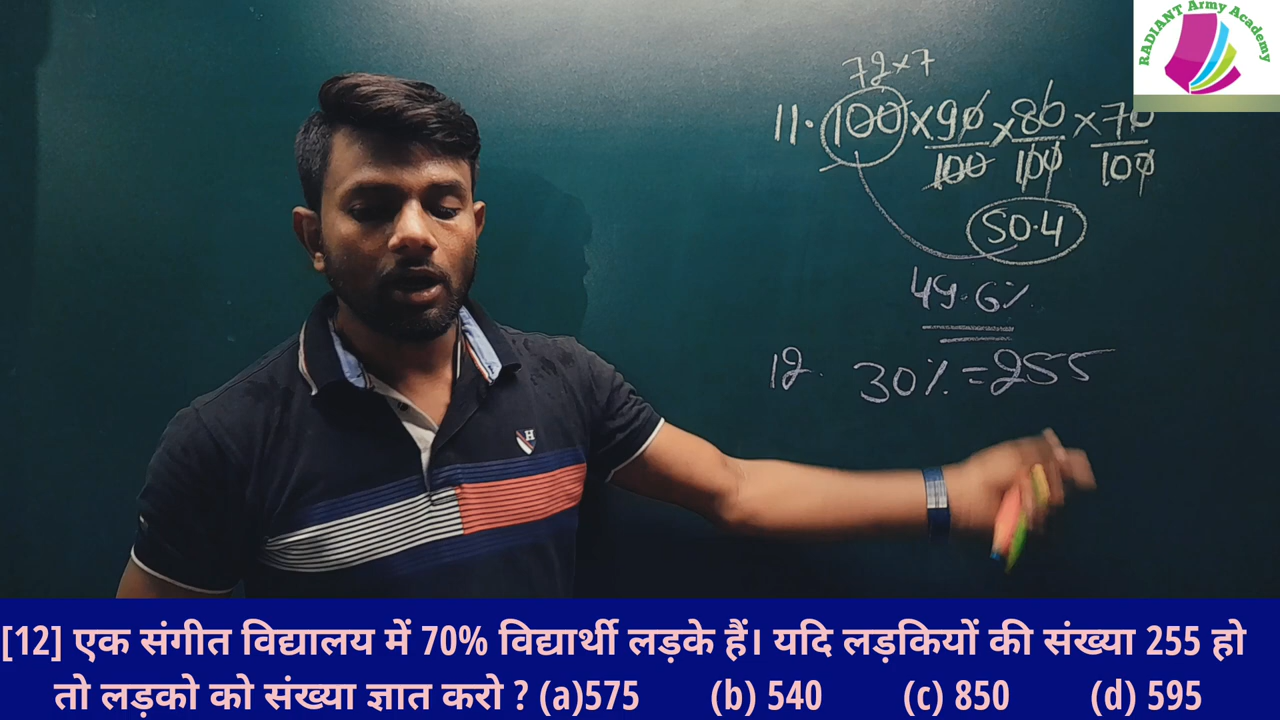 RADIANT Army Academy
72×7
11. 100 × 90/100 × 80/100 × 70/100
50.4
49.6%
12. 30% = 255
H
[12] एक संगीत विद्यालय में 70% विद्यार्थी लड़के हैं। यदि लड़कियों की संख्या 255 हो
तो लड़को को संख्या ज्ञात करो ? (a)575 (b) 540 (c) 850 (d) 595